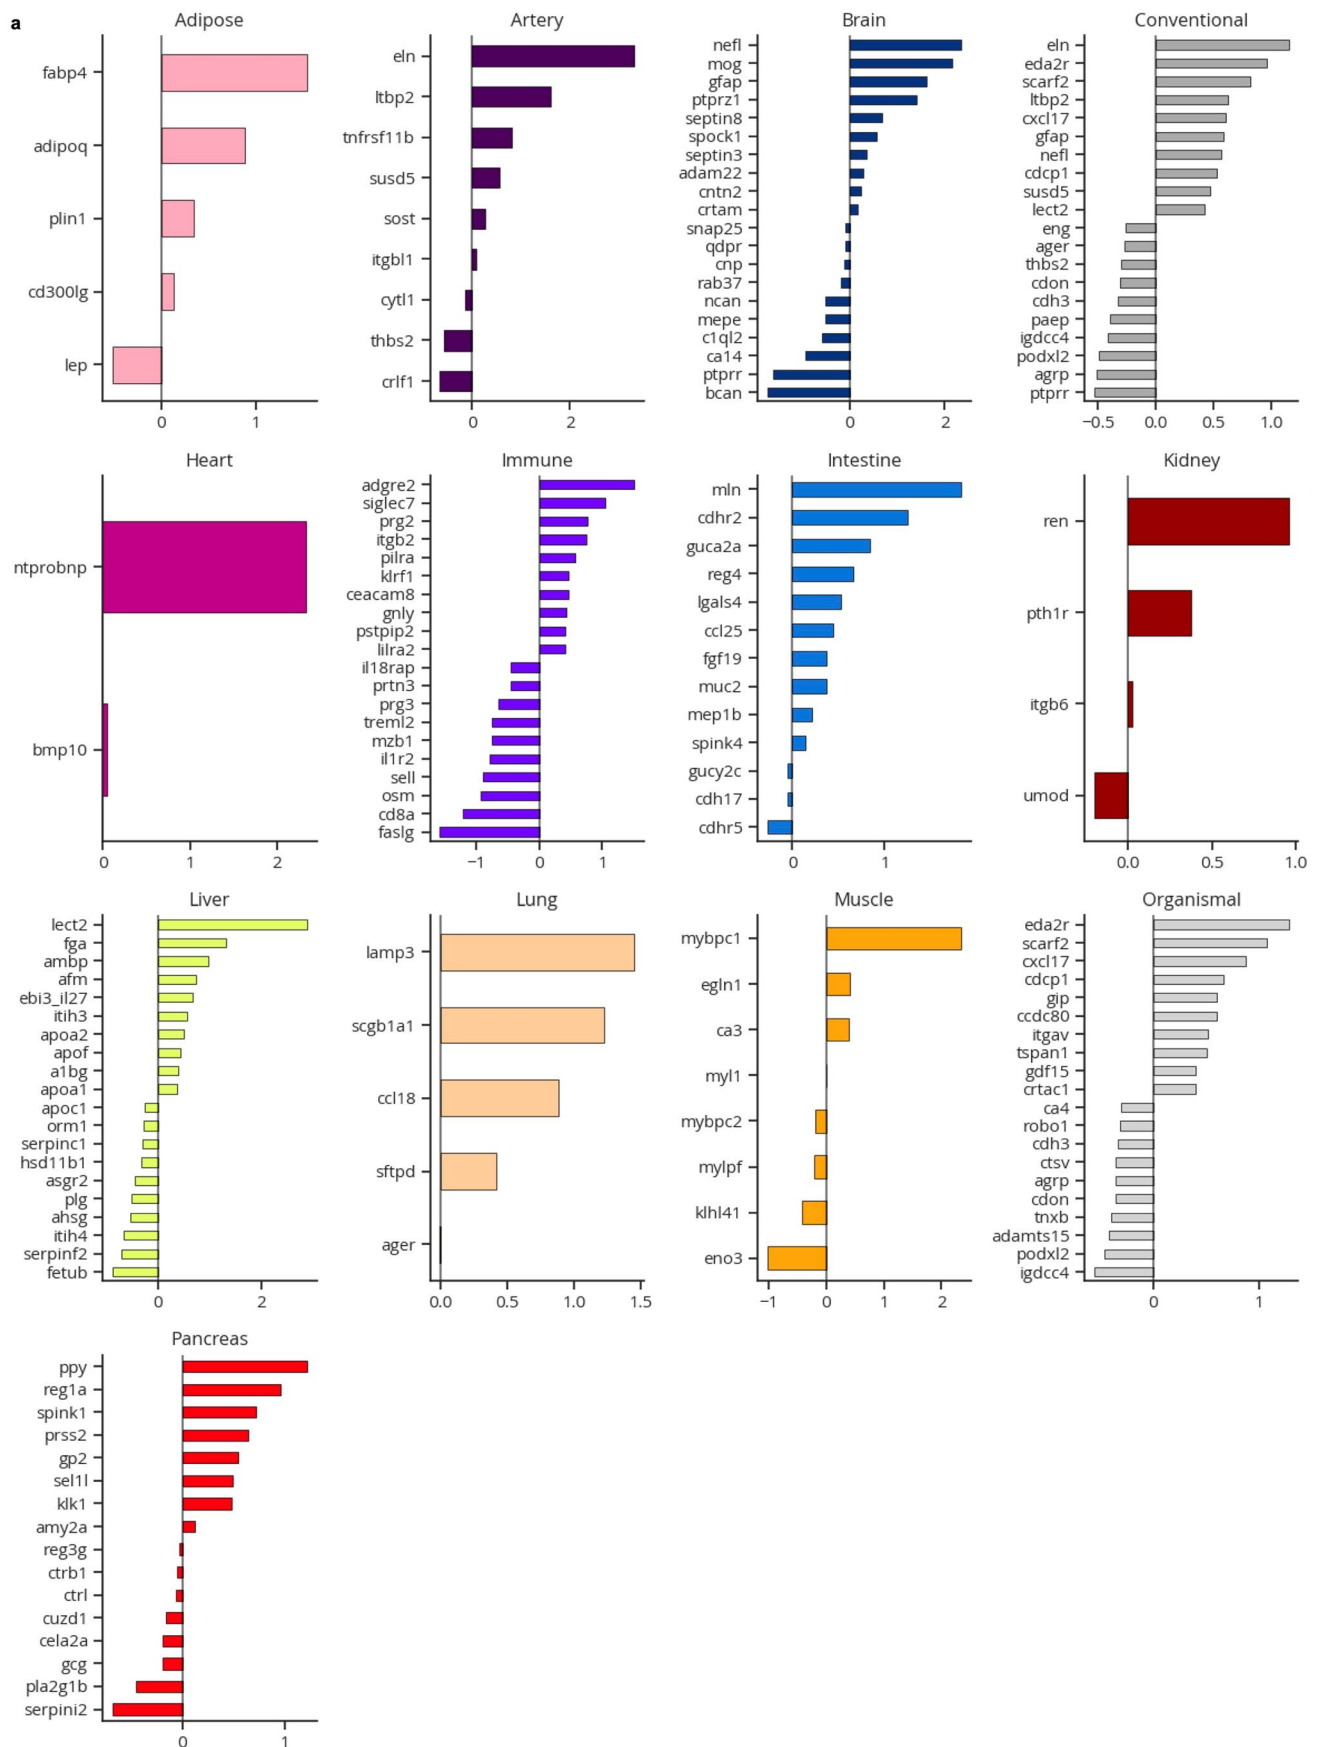 a
Adipose
fabp4
adipoq
plin1
cd300lg
lep
0 1
Artery
eln
ltbp2
tnfrsf11b
susd5
sost
itgbl1
cytl1
thbs2
crlf1
0 2
Brain
nefl
mog
gfap
ptprz1
septin8
spock1
septin3
adam22
cntn2
crtam
snap25
qdpr
cnp
rab37
ncan
mepe
c1ql2
ca14
ptprr
bcan
0 2
Conventional
eln
eda2r
scarf2
ltbp2
cxcl17
gfap
nefl
cdcp1
susd5
lect2
eng
ager
thbs2
cdon
cdh3
paep
igdcc4
podxl2
agrp
ptprr
−0.5 0.0 0.5 1.0
Heart
ntprobnp
bmp10
0 1 2
Immune
adgre2
siglec7
prg2
itgb2
pilra
klrf1
ceacam8
gnly
pstpip2
lilra2
il18rap
prtn3
prg3
treml2
mzb1
il1r2
sell
osm
cd8a
faslg
−1 0 1
Intestine
mln
cdhr2
guca2a
reg4
lgals4
ccl25
fgf19
muc2
mep1b
spink4
gucy2c
cdh17
cdhr5
0 1
Kidney
ren
pth1r
itgb6
umod
0.0 0.5 1.0
Liver
lect2
fga
ambp
afm
ebi3_il27
itih3
apoa2
apof
a1bg
apoa1
apoc1
orm1
serpinc1
hsd11b1
asgr2
plg
ahsg
itih4
serpinf2
fetub
0 2
Lung
lamp3
scgb1a1
ccl18
sftpd
ager
0.0 0.5 1.0 1.5
Muscle
mybpc1
egln1
ca3
myl1
mybpc2
mylpf
klhl41
eno3
−1 0 1 2
Organismal
eda2r
scarf2
cxcl17
cdcp1
gip
ccdc80
itgav
tspan1
gdf15
crtac1
ca4
robo1
cdh3
ctsv
agrp
cdon
tnxb
adamts15
podxl2
igdcc4
0 1
Pancreas
ppy
reg1a
spink1
prss2
gp2
sel1l
klk1
amy2a
reg3g
ctrb1
ctrl
cuzd1
cela2a
gcg
pla2g1b
serpini2
0 1